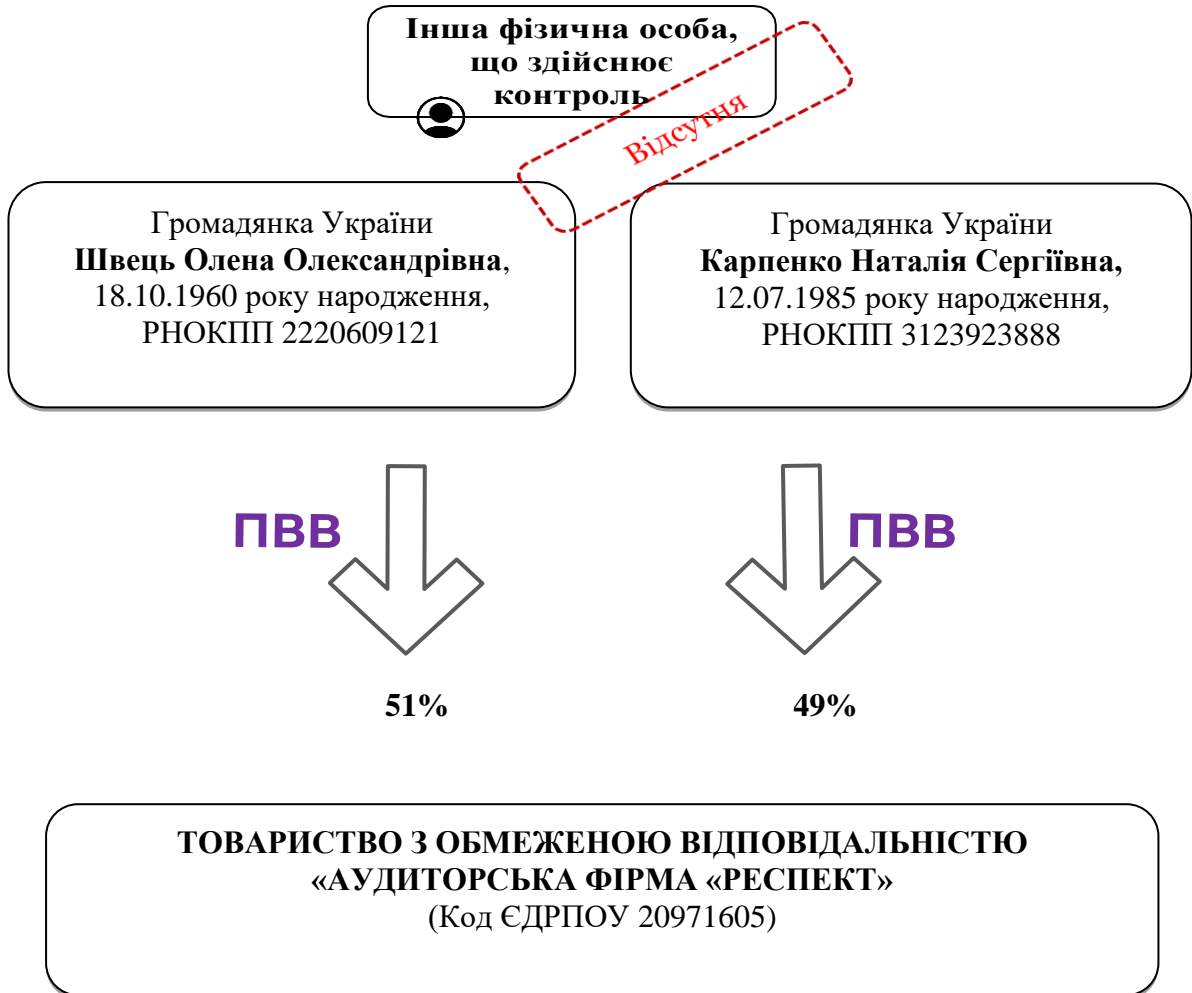 Інша фізична особа,
що здійснює
контроль
Відсутня
Громадянка України
Швець Олена Олександрівна,
18.10.1960 року народження,
РНОКПП 2220609121
Громадянка України
Карпенко Наталія Сергіївна,
12.07.1985 року народження,
РНОКПП 3123923888
ПВВ
ПВВ
51%
49%
ТОВАРИСТВО З ОБМЕЖЕНОЮ ВІДПОВІДАЛЬНІСТЮ
«АУДИТОРСЬКА ФІРМА «РЕСПЕКТ»
(Код ЄДРПОУ 20971605)